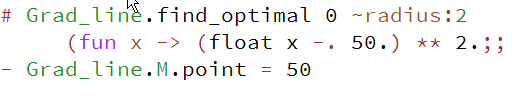 # Grad_line.find_optimal 0 ~radius:2
(fun x -> (float x -. 50.) ** 2.;;
- Grad_line.M.point = 50